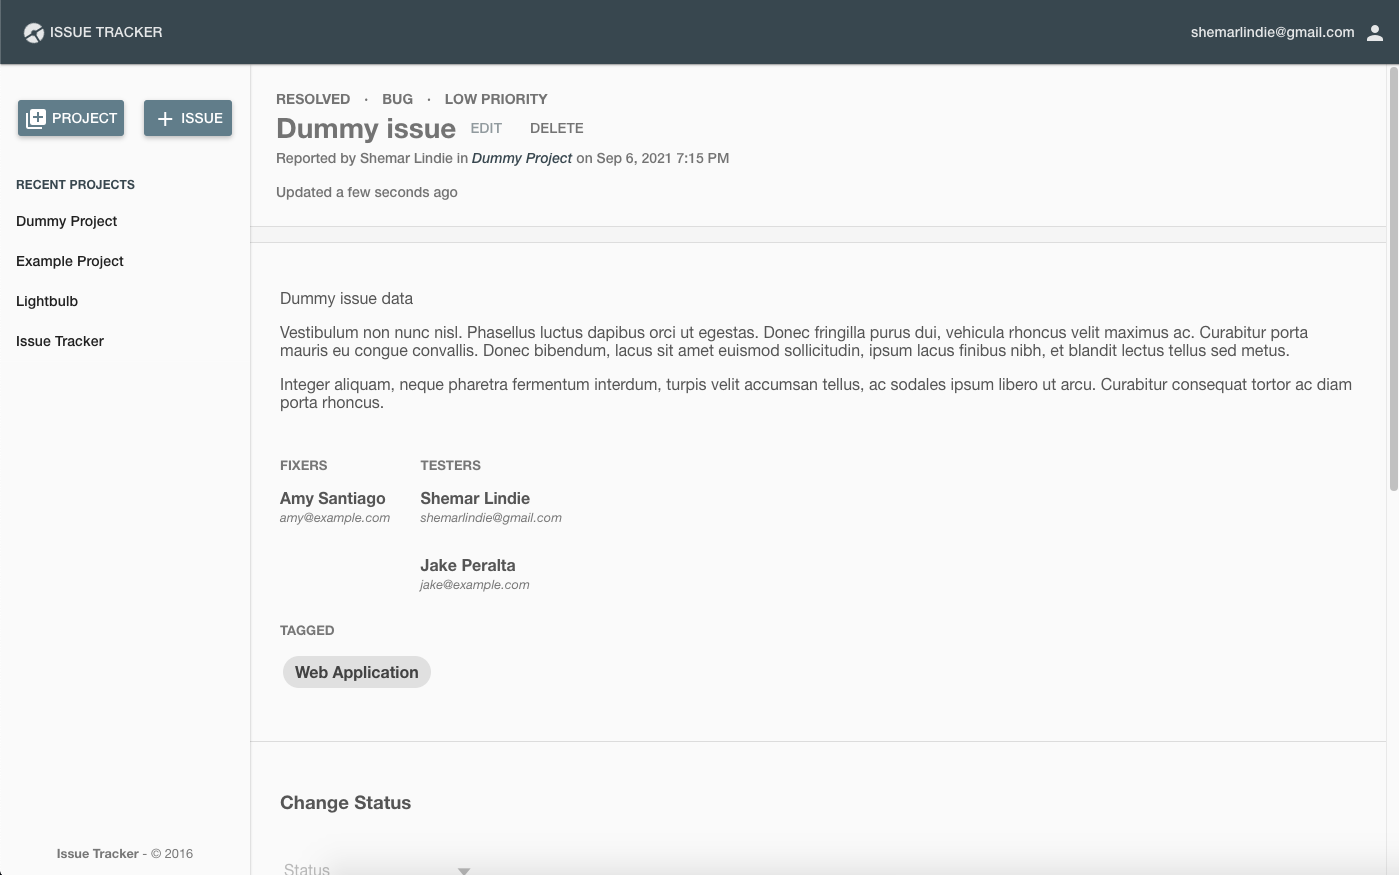 ISSUE TRACKER
shemarlindie@gmail.com
PROJECT
ISSUE
RECENT PROJECTS
Dummy Project
Example Project
Lightbulb
Issue Tracker
Issue Tracker - © 2016
RESOLVED · BUG · LOW PRIORITY
Dummy issue EDIT DELETE
Reported by Shemar Lindie in Dummy Project on Sep 6, 2021 7:15 PM
Updated a few seconds ago
Dummy issue data
Vestibulum non nunc nisl. Phasellus luctus dapibus orci ut egestas. Donec fringilla purus dui, vehicula rhoncus velit maximus ac. Curabitur porta
mauris eu congue convallis. Donec bibendum, lacus sit amet euismod sollicitudin, ipsum lacus finibus nibh, et blandit lectus tellus sed metus.
Integer aliquam, neque pharetra fermentum interdum, turpis velit accumsan tellus, ac sodales ipsum libero ut arcu. Curabitur consequat tortor ac diam
porta rhoncus.
FIXERS
Amy Santiago
amy@example.com
TESTERS
Shemar Lindie
shemarlindie@gmail.com
Jake Peralta
jake@example.com
TAGGED
Web Application
Change Status
Status